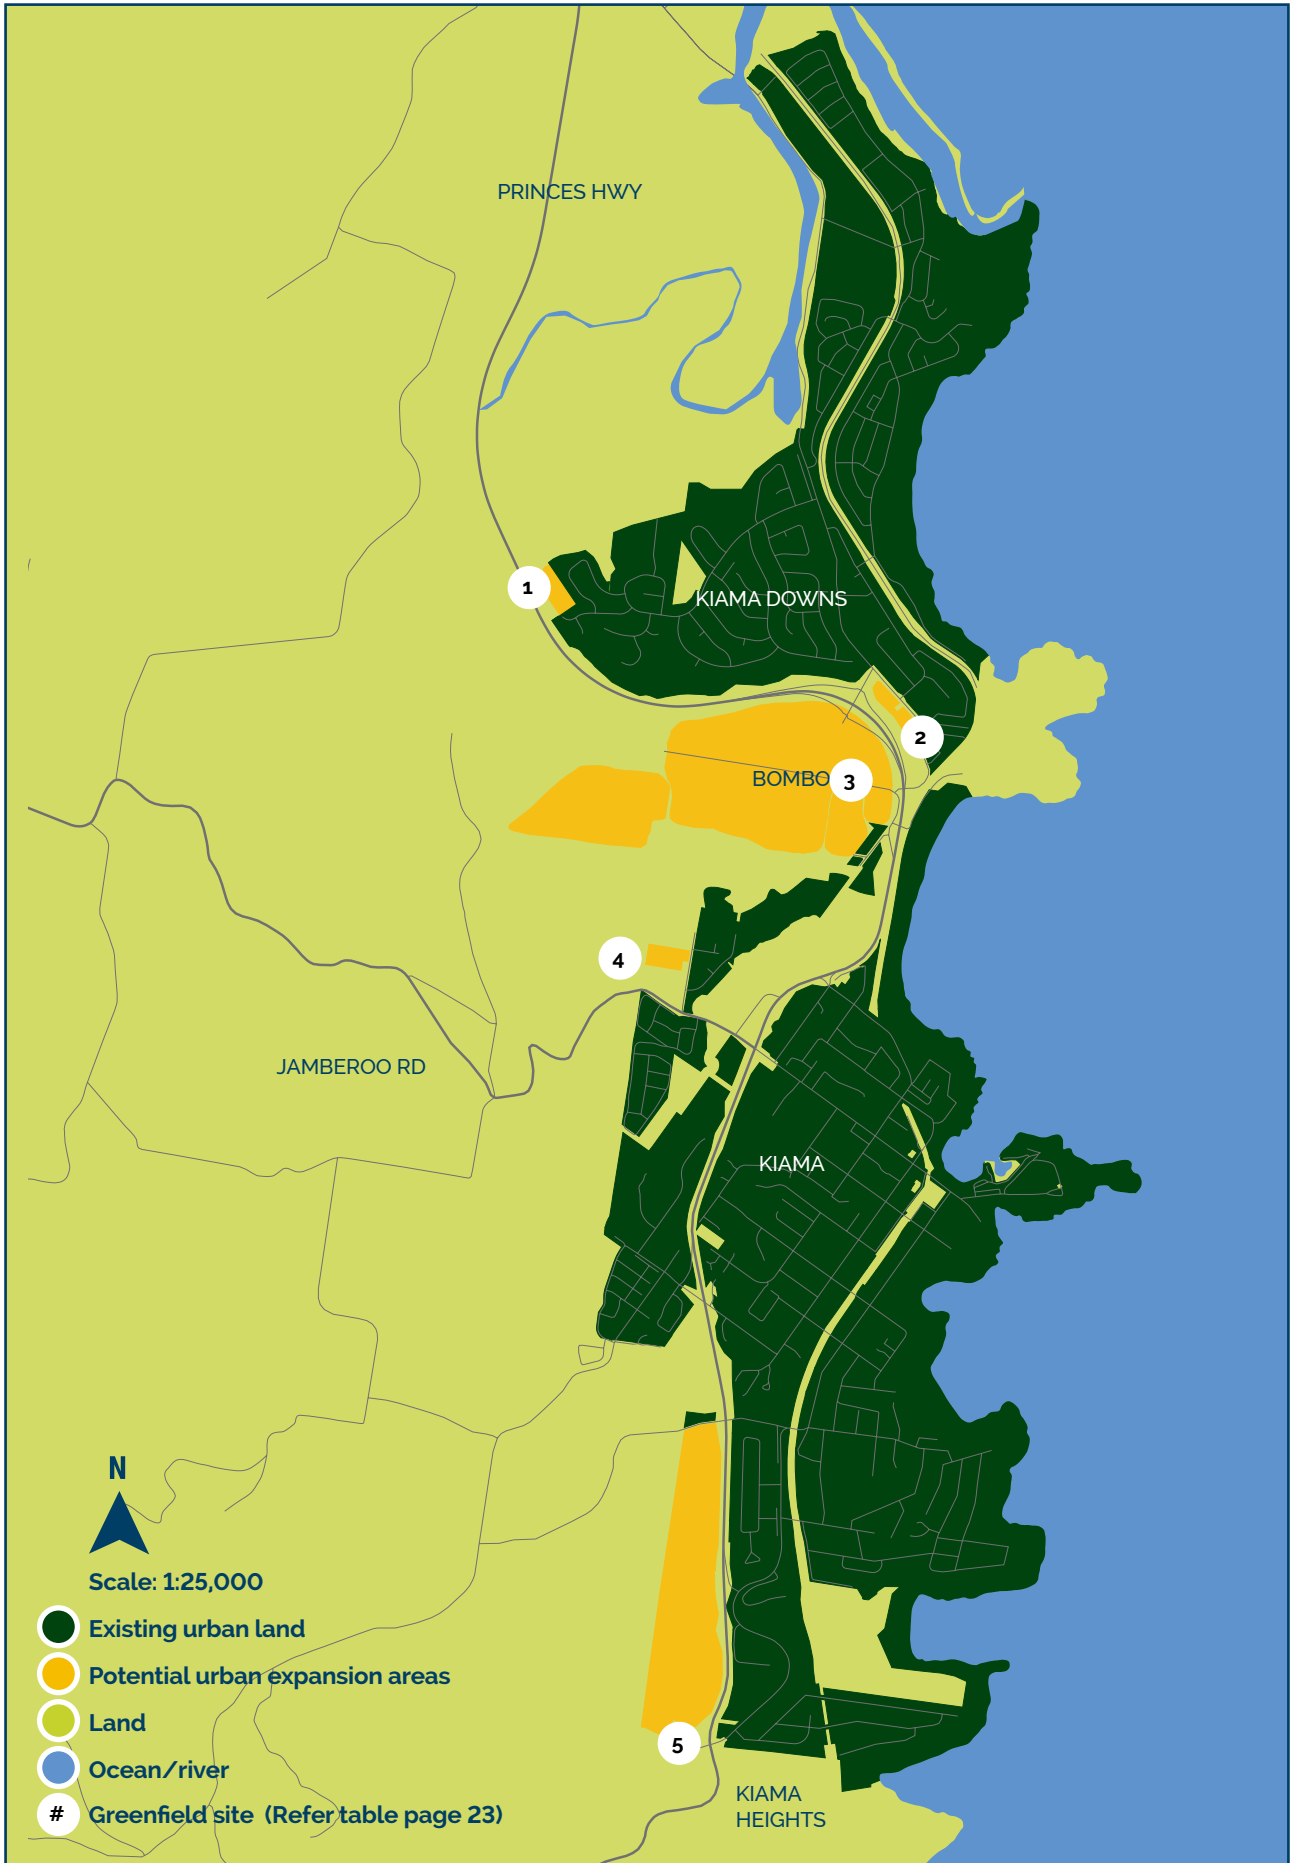 PRINCES HWY
1
KIAMA DOWNS
2
BOMBO
3
4
JAMBEROO RD
KIAMA
N
Scale: 1:25,000
Existing urban land
Potential urban expansion areas
Land
Ocean/river
# Greenfield site (Refer table page 23)
5
KIAMA
HEIGHTS